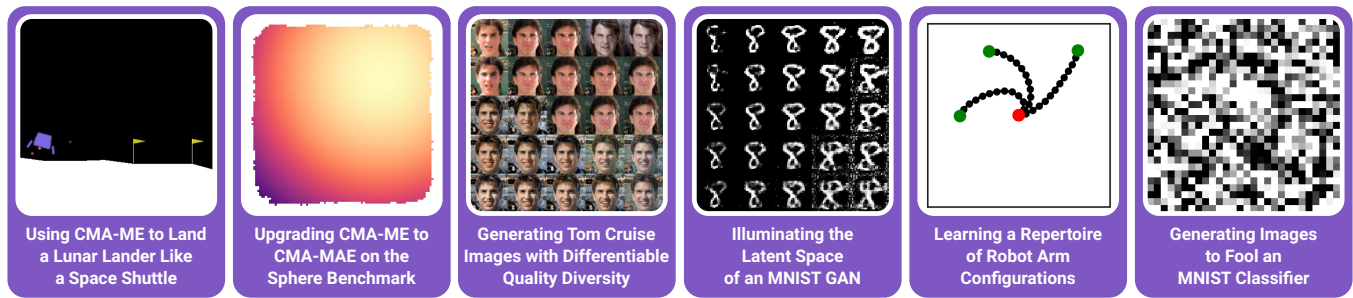 Using CMA-ME to Land
a Lunar Lander Like
a Space Shuttle
Upgrading CMA-ME to
CMA-MAE on the
Sphere Benchmark
Generating Tom Cruise
Images with Differentiable
Quality Diversity
Illuminating the
Latent Space
of an MNIST GAN
Learning a Repertoire
of Robot Arm
Configurations
Generating Images
to Fool an
MNIST Classifier